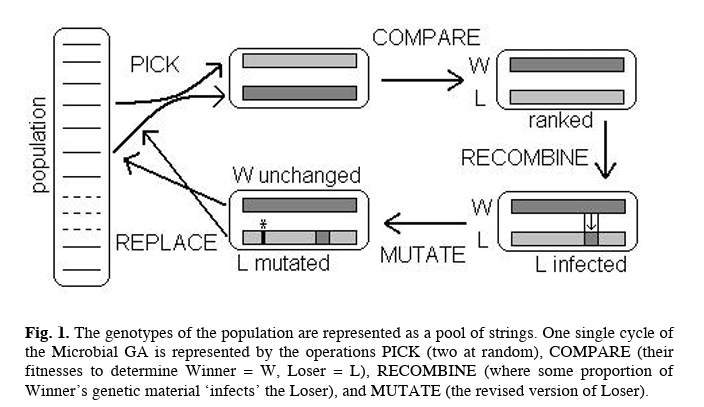 PICK
COMPARE
W
L
ranked
population
RECOMBINE
W unchanged
*
L mutated
REPLACE
MUTATE
W
L
L infected
Fig. 1. The genotypes of the population are represented as a pool of strings. One single cycle of
the Microbial GA is represented by the operations PICK (two at random), COMPARE (their
fitnesses to determine Winner = W, Loser = L), RECOMBINE (where some proportion of
Winner’s genetic material ‘infects’ the Loser), and MUTATE (the revised version of Loser).